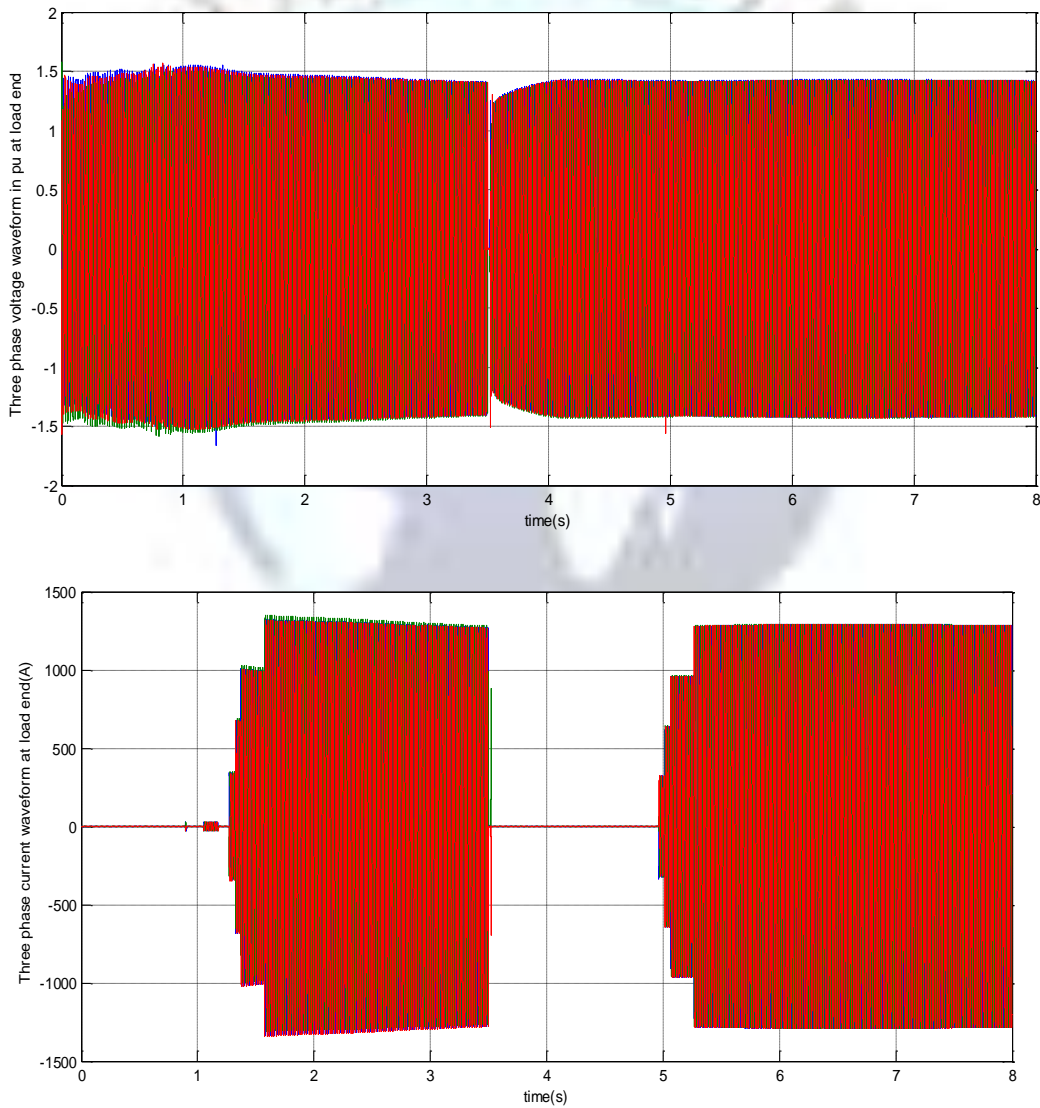 2
1.5
1
0.5
0
-0.5
-1
-1.5
-2
Three phase voltage waveform in pu at load end
0 1 2 3 4 5 6 7 8
time(s)
1500
1000
500
0
-500
-1000
-1500
Three phase current waveform at load end(A)
0 1 2 3 4 5 6 7 8
time(s)